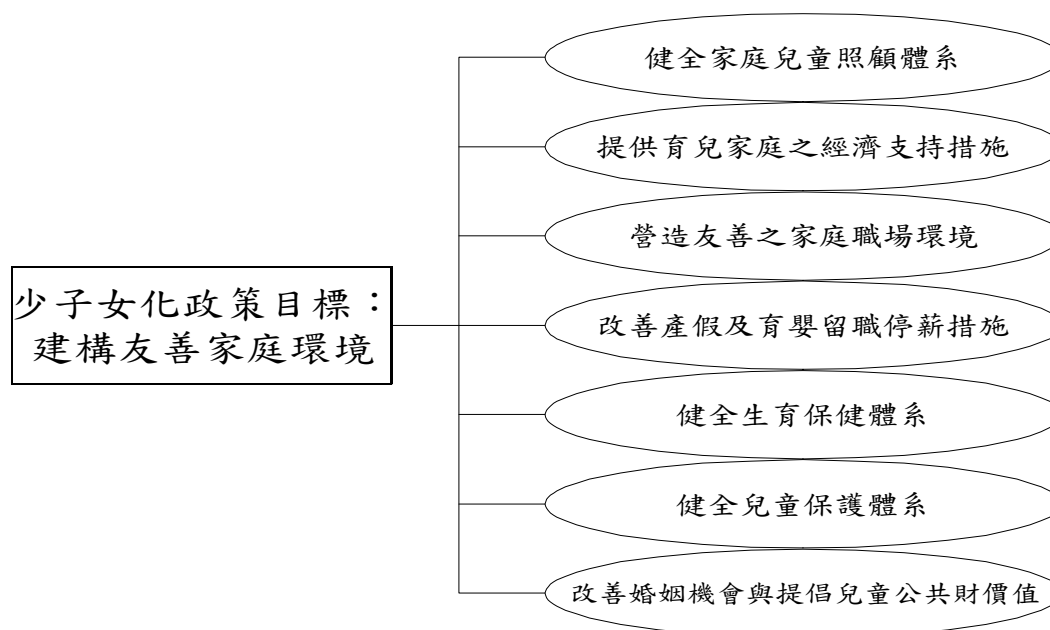 少子女化政策目標：
建構友善家庭環境
健全家庭兒童照顧體系
提供育兒家庭之經濟支持措施
營造友善之家庭職場環境
改善產假及育嬰留職停薪措施
健全生育保健體系
健全兒童保護體系
改善婚姻機會與提倡兒童公共財價值